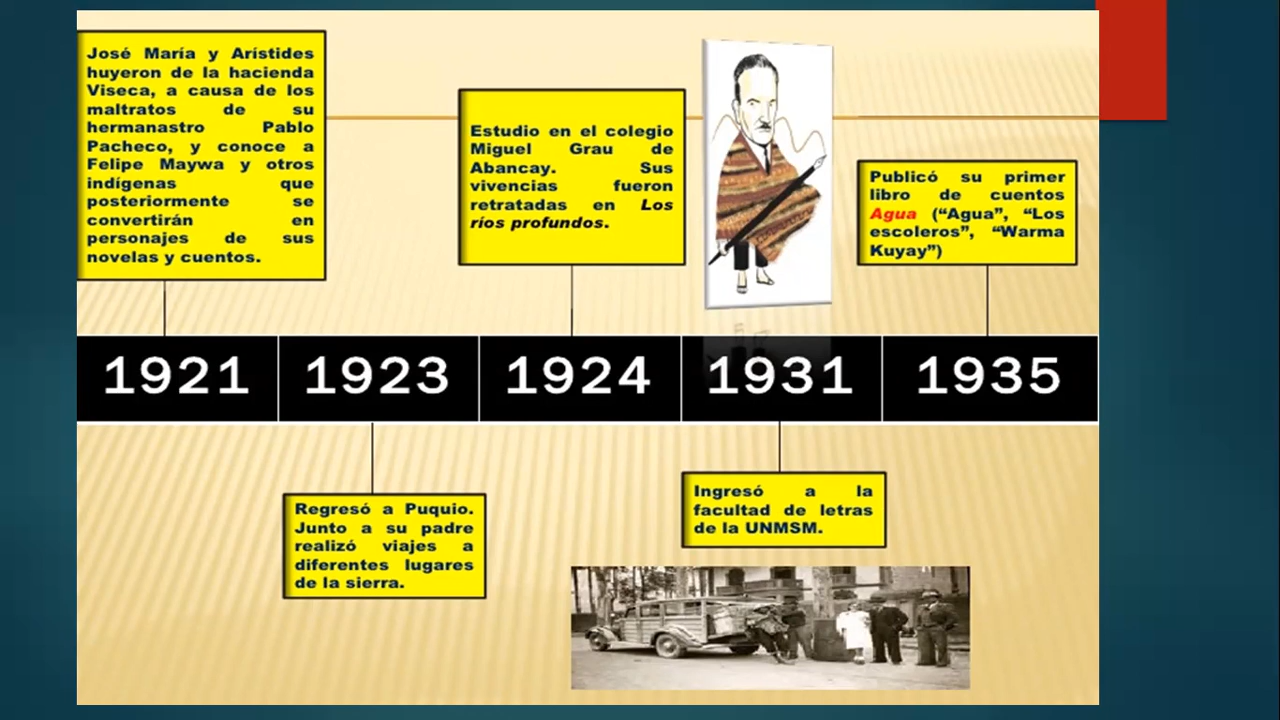 José María y Arístides
huyeron de la hacienda
Viseca, a causa de los
maltratos de su
hermanastro Pablo
Pacheco, y conoce a
Felipe Maywa y otros
indígenas que
posteriormente se
convertirán en
personajes de sus
novelas y cuentos.
Estudio en el colegio
Miguel Grau de
Abancay. Sus
vivencias fueron
retratadas en Los
ríos profundos.
Publicó su primer
libro de cuentos
Agua (“Agua”, “Los
escoleros”, “Warma
Kuyay”)
1921
1923
1924
1931
1935
Regresó a Puquio.
Junto a su padre
realizó viajes a
diferentes lugares
de la sierra.
Ingresó a la
facultad de letras
de la UNMSM.